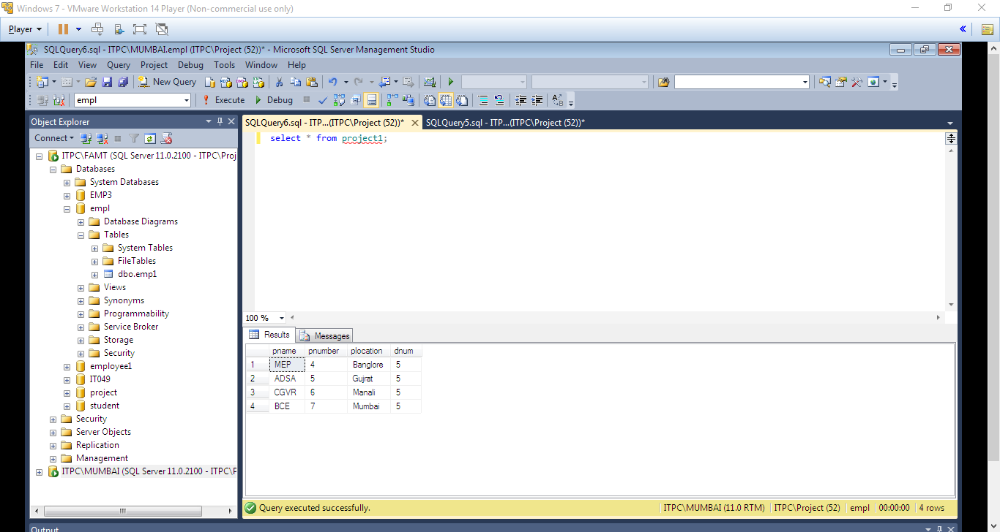 Windows 7 - VMware Workstation 14 Player (Non-commercial use only)
Player
SQLQuery6.sql - ITPC\MUMBAI.empl (ITPC\Project (52))* - Microsoft SQL Server Management Studio
File Edit View Query Project Debug Tools Window Help
New Query
empl Execute Debug
Object Explorer
Connect
ITPC\FAMT (SQL Server 11.0.2100 - ITPC\Proj
Databases
System Databases
EMP3
empl
Database Diagrams
Tables
System Tables
FileTables
dbo.emp1
Views
Synonyms
Programmability
Service Broker
Storage
Security
employee1
IT049
project
student
Security
Server Objects
Replication
Management
ITPC\MUMBAI (SQL Server 11.0.2100 - ITPC\P
SQLQuery6.sql - ITP...(ITPC\Project (52))* SQLQuery5.sql - ITP...(ITPC\Project (52))*
select * from project1;
100 %
Results Messages
pname pnumber plocation dnum
1 MEP 4 Banglore 5
2 ADSA 5 Gujrat 5
3 CGVR 6 Manali 5
4 BCE 7 Mumbai 5
Query executed successfully. ITPC\MUMBAI (11.0 RTM) ITPC\Project (52) empl 00:00:00 4 rows
Output